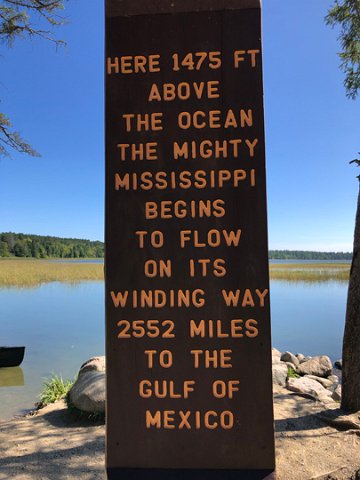 HERE 1475 FT
ABOVE
THE OCEAN
THE MIGHTY
MISSISSIPPI
BEGINS
TO FLOW
ON ITS
WINDING WAY
2552 MILES
TO THE
GULF OF
MEXICO